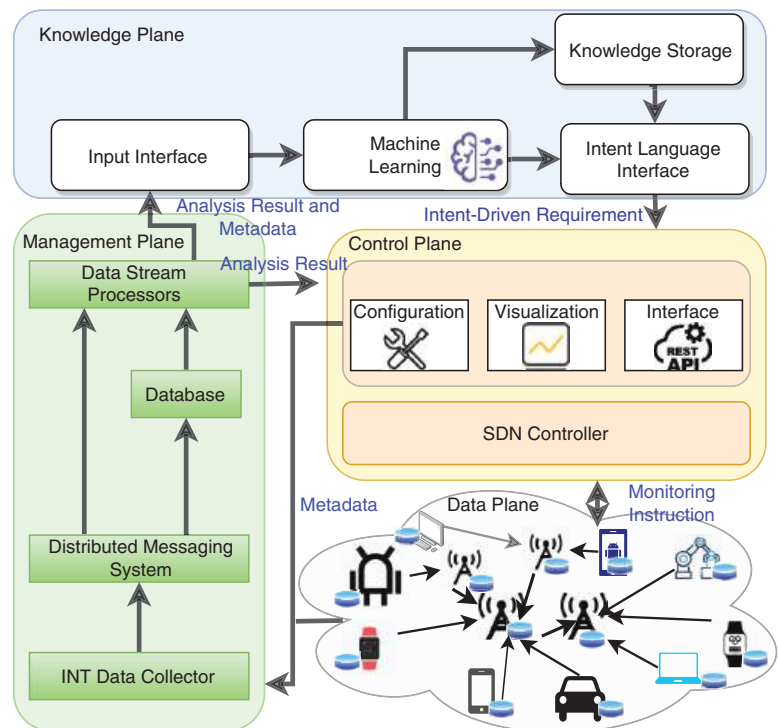 Knowledge Plane
Knowledge Storage
Input Interface
Machine
Learning
Intent Language
Interface
Analysis Result and
Metadata
Intent-Driven Requirement
Management Plane
Control Plane
Data Stream
Processors
Analysis Result
Configuration
Visualization
Interface
REST
API
Database
SDN Controller
Metadata
Data Plane
Monitoring
Instruction
Distributed Messaging
System
INT Data Collector